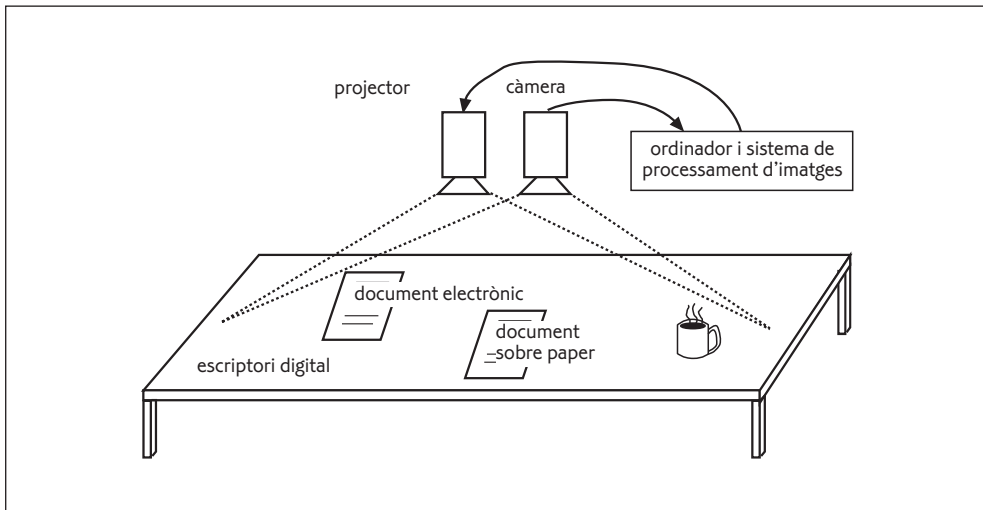 projector
càmera
ordinador i sistema de
processament d’imatges
document electrònic
document
sobre paper
escriptori digital